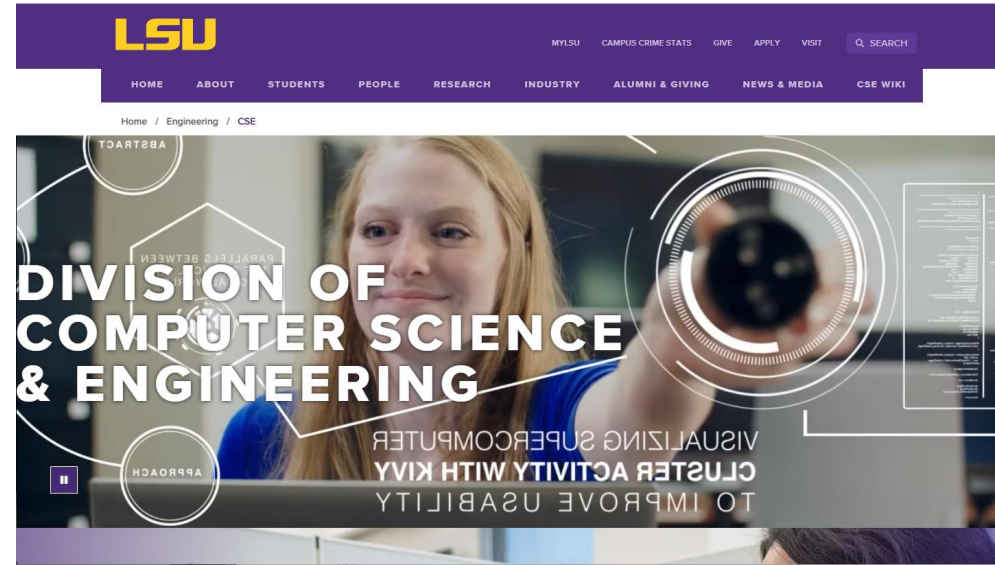 LSU
MYLSU CAMPUS CRIME STATS GIVE APPLY VISIT SEARCH
HOME ABOUT STUDENTS PEOPLE RESEARCH INDUSTRY ALUMNI & GIVING NEWS & MEDIA CSE WIKI
Home / Engineering / CSE
ABSTRACT
PARALLELS BETWEEN
DIVISION OF
COMPUTER SCIENCE
& ENGINEERING
VISUALIZING SUPERCOMPUTER
CLUSTER ACTIVITY WITH KIVY
TO IMPROVE USABILITY
APPROACH